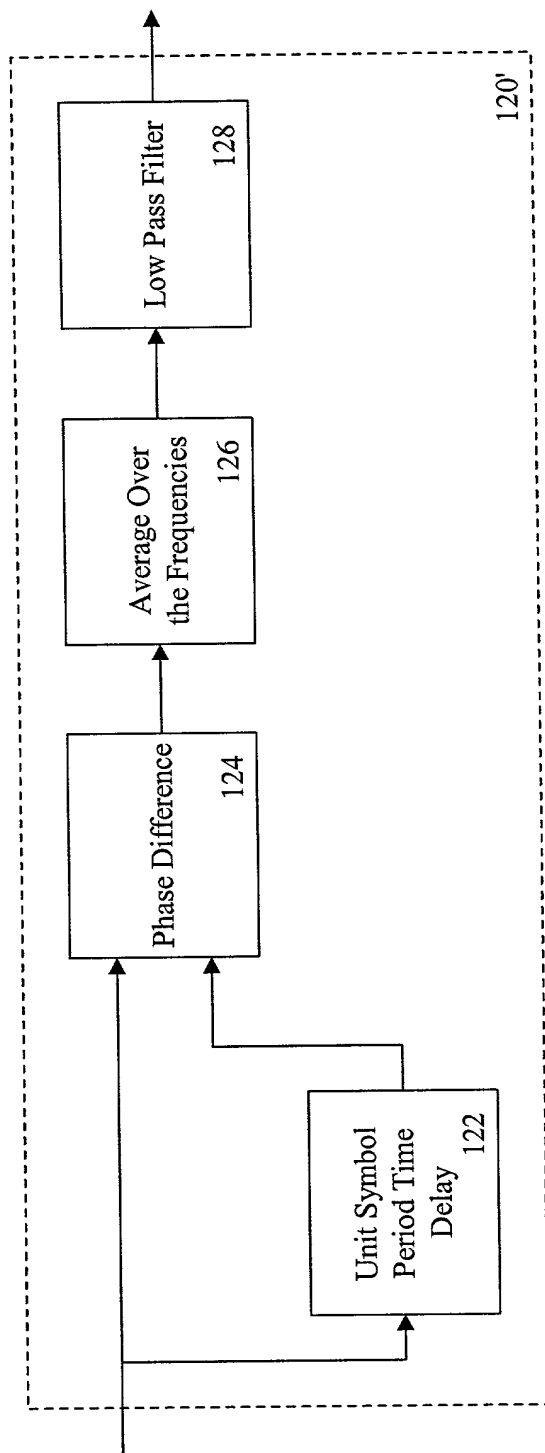 Unit Symbol
Period Time
Delay
122
Phase Difference
124
Average Over
the Frequencies
126
Low Pass Filter
128
120'